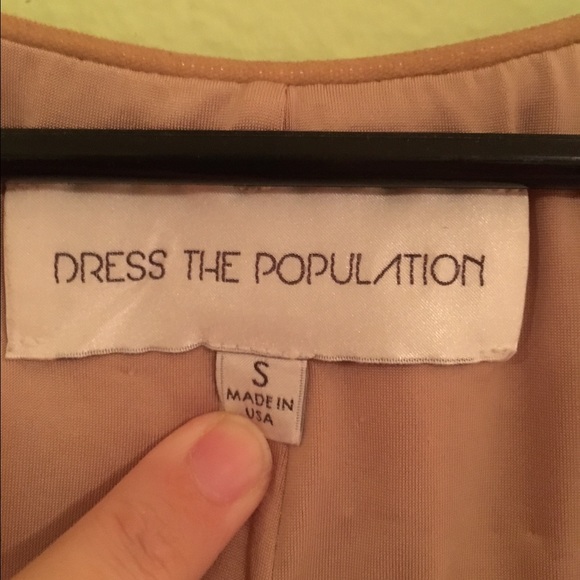 DRESS THE POPULATION
S
MADE IN
USA